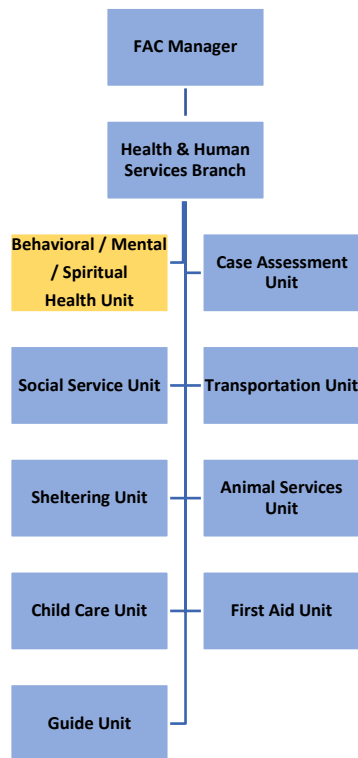 FAC Manager
Health & Human
Services Branch
Behavioral / Mental
/ Spiritual
Health Unit
Case Assessment
Unit
Social Service Unit
Transportation Unit
Sheltering Unit
Animal Services
Unit
Child Care Unit
First Aid Unit
Guide Unit